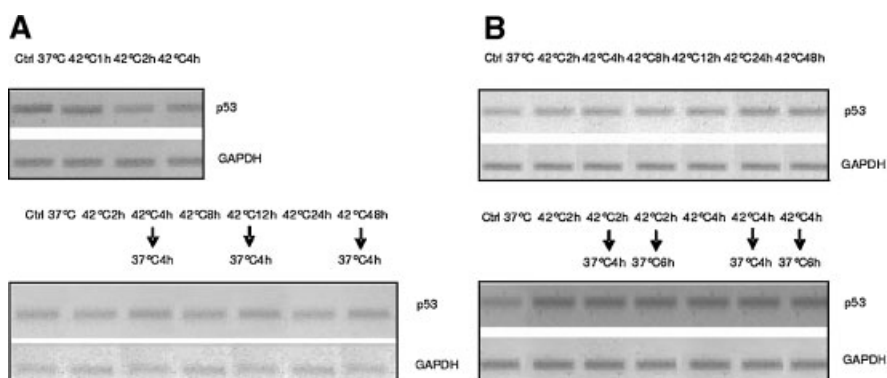 A
Ctrl 37ºC 42ºC1h 42ºC2h 42ºC4h
p53
GAPDH
Ctrl 37ºC 42ºC2h 42ºC4h 42ºC8h 42ºC12h 42ºC24h 42ºC48h
37ºC4h 37ºC4h 37ºC4h
p53
GAPDH
B
Ctrl 37ºC 42ºC2h 42ºC4h 42ºC8h 42ºC12h 42ºC24h 42ºC48h
p53
GAPDH
Ctrl 37ºC 42ºC2h 42ºC2h 42ºC2h 42ºC4h 42ºC4h 42ºC4h
37ºC4h 37ºC6h 37ºC4h 37ºC6h
p53
GAPDH